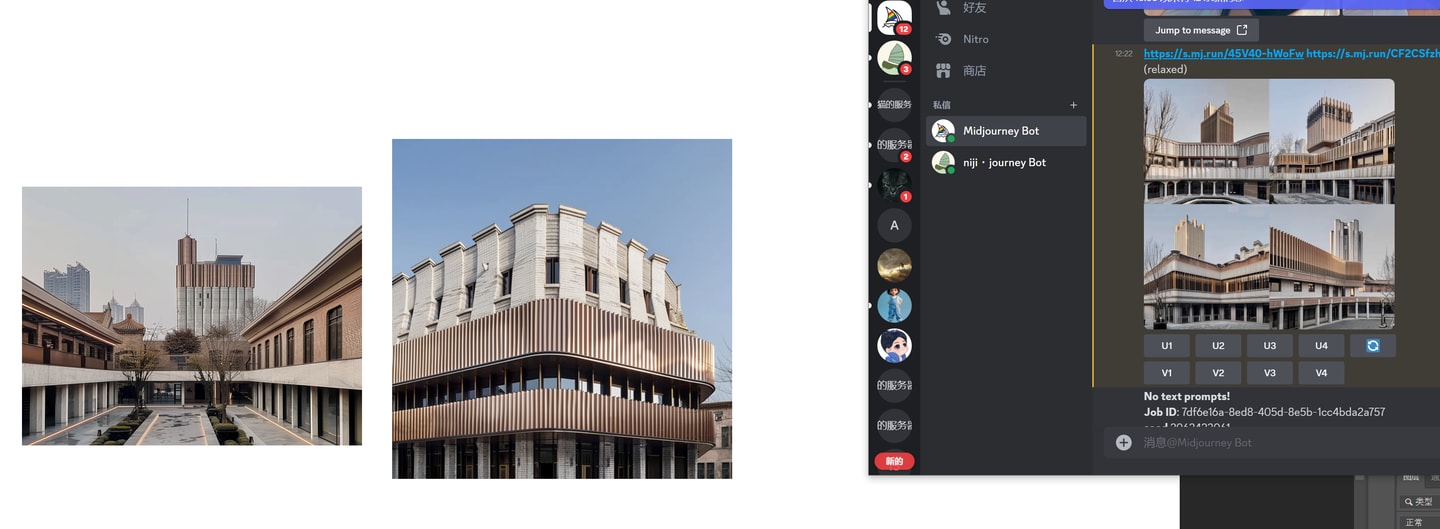 12
3
猫的服务
的服务器
2
1
A
的服务器
的服务器
新的
好友
Nitro
商店
私信
Midjourney Bot
niji・journey Bot
Jump to message
12:22
https://s.mj.run/45V40-hWoFw https://s.mj.run/CF2CSfzh
(relaxed)
U1 U2 U3 U4
V1 V2 V3 V4
No text prompts!
Job ID: 7df6e16a-8ed8-405d-8e5b-1cc4bda2a757
消息@Midjourney Bot
类型
正常